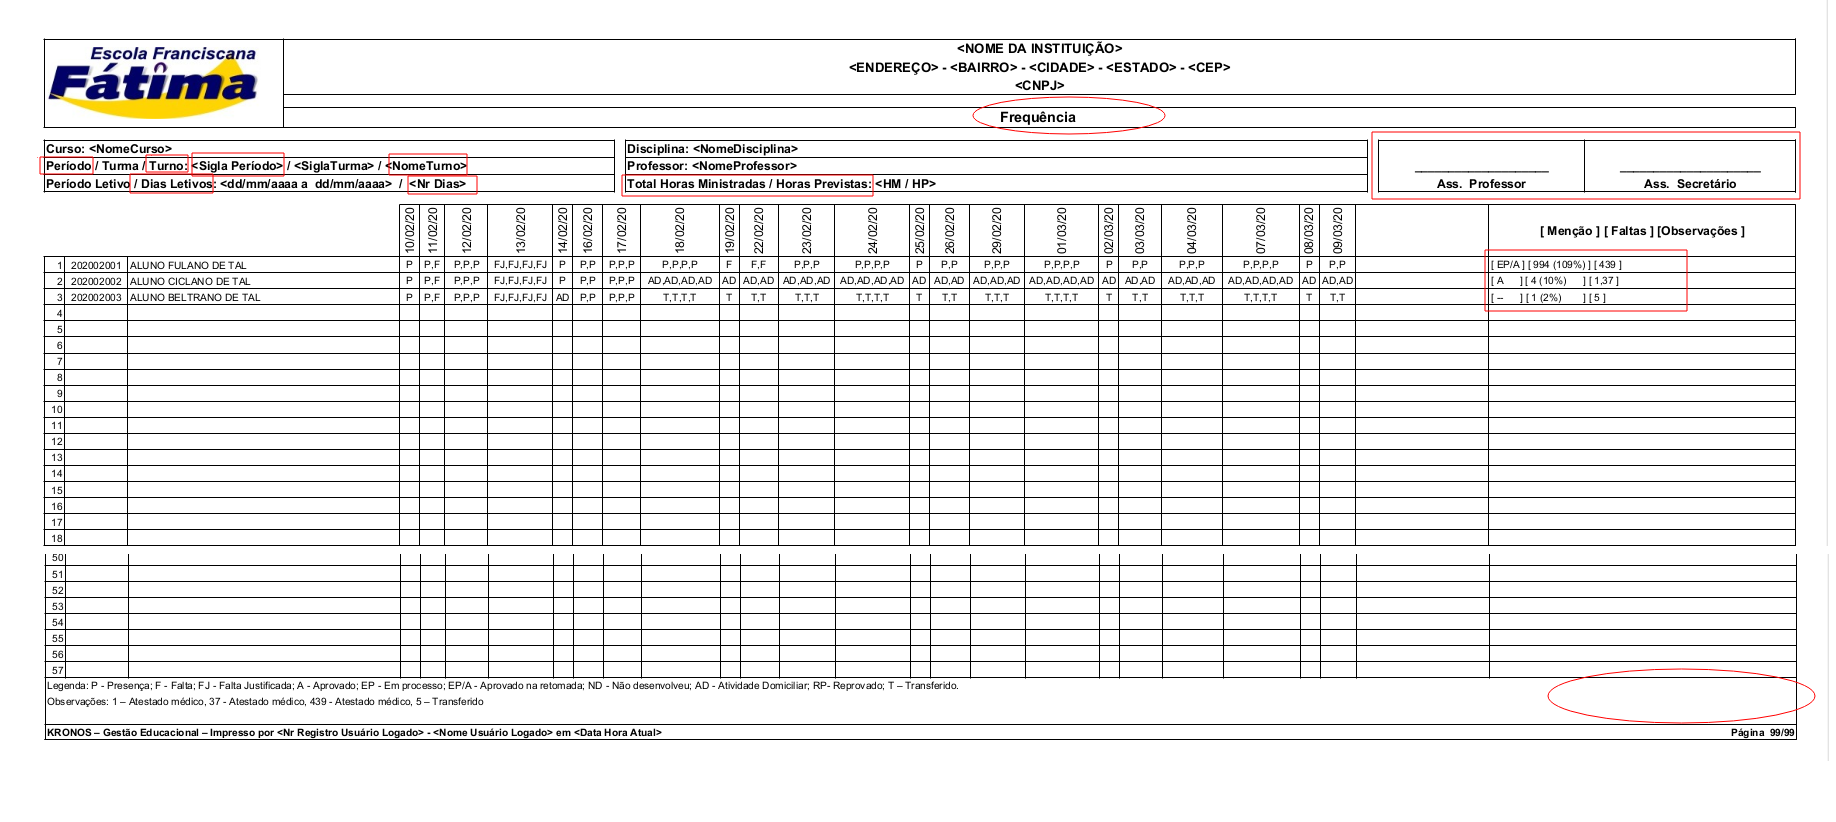 Escola Franciscana
Fátima
<NOME DA INSTITUIÇÃO>
<ENDEREÇO> - <BAIRRO> - <CIDADE> - <ESTADO> - <CEP>
<CNPJ>
Frequência
Curso: <NomeCurso>
Período / Turma / Turno: <Sigla Período> / <SiglaTurma> / <NomeTurno>
Período Letivo / Dias Letivos: <dd/mm/aaaa a dd/mm/aaaa> / <Nr Dias>
Disciplina: <NomeDisciplina>
Professor: <NomeProfessor>
Total Horas Ministradas / Horas Previstas: <HM / HP>
Ass. Professor
Ass. Secretário
10/02/20 11/02/20 12/02/20 13/02/20 14/02/20 16/02/20 17/02/20 18/02/20 19/02/20 22/02/20 23/02/20 24/02/20 25/02/20 26/02/20 29/02/20 01/03/20 02/03/20 03/03/20 04/03/20 07/03/20 08/03/20 09/03/20 [ Menção ] [ Faltas ] [Observações ]
1 202002001 ALUNO FULANO DE TAL P P,F P,P,P FJ,FJ,FJ,FJ P P,P P,P,P P,P,P,P F F,F P,P,P P,P,P,P P P,P P,P,P P,P,P,P P P,P P,P,P P,P,P,P P P,P [ EP/A ] [ 994 (109%) ] [ 439 ]
2 202002002 ALUNO CICLANO DE TAL P P,F P,P,P FJ,FJ,FJ,FJ P P,P P,P,P AD,AD,AD,AD AD AD,AD AD,AD,AD AD,AD,AD,AD AD AD,AD AD,AD,AD AD,AD,AD,AD AD AD,AD AD,AD,AD AD,AD,AD,AD AD AD,AD [ A ] [ 4 (10%) ] [ 1,37 ]
3 202002003 ALUNO BELTRANO DE TAL P P,F P,P,P FJ,FJ,FJ,FJ AD P,P P,P,P T,T,T,T T T,T T,T,T T,T,T,T T T,T T,T,T T,T,T,T T T,T T,T,T T,T,T,T T T,T [ -- ] [ 1 (2%) ] [ 5 ]
4
5
6
7
8
9
10
11
12
13
14
15
16
17
18
50
51
52
53
54
55
56
57
Legenda: P - Presença; F - Falta; FJ - Falta Justificada; A - Aprovado; EP - Em processo; EP/A - Aprovado na retomada; ND - Não desenvolveu; AD - Atividade Domiciliar; RP- Reprovado; T – Transferido.
Observações: 1 – Atestado médico, 37 - Atestado médico, 439 - Atestado médico, 5 – Transferido
KRONOS – Gestão Educacional – Impresso por <Nr Registro Usuário Logado> - <Nome Usuário Logado> em <Data Hora Atual>
Página 99/99